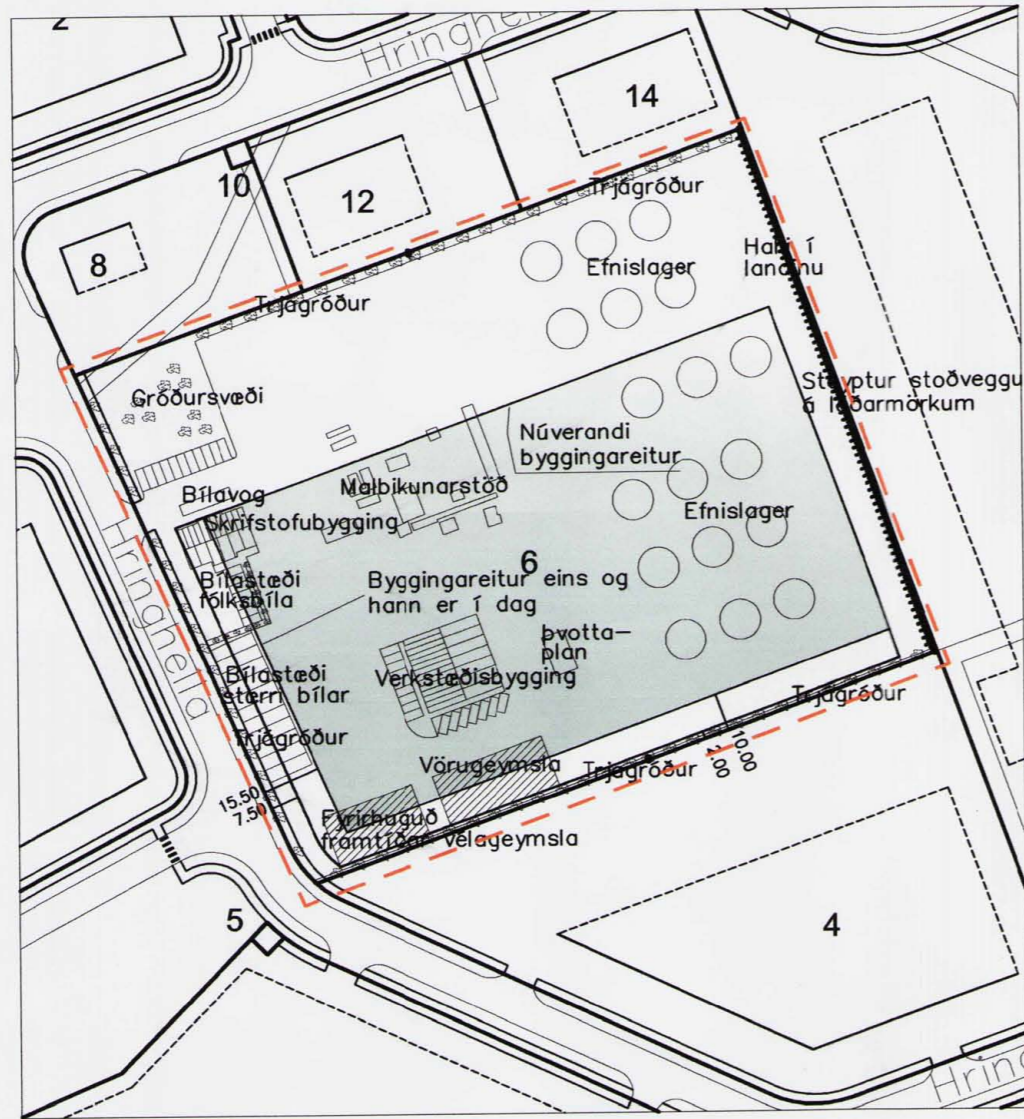 2
Hringhella
14
10
12
8
Trjágróður
Trjágróður
Efnislager
Hæð í
landinu
Gróðursvæði
Steyptur stoðveggu
á lóðarmörkum
Núverandi
byggingareitur
Bílavog
Malbikunarstöð
Skrifstofubygging
Efnislager
6
Hringhella
Bílastæði
fólksbíla
Byggingareitur eins og
hann er í dag
Þvotta-
plan
Bílastæði
stærri bílar
Verkstæðisbygging
Trjágróður
Trjágróður
Vörugeymsla
Trjágróður
2.00
10.00
15.50
7.50
Fyrirhuguð
framtíðar vélageymsla
5
4
Hring